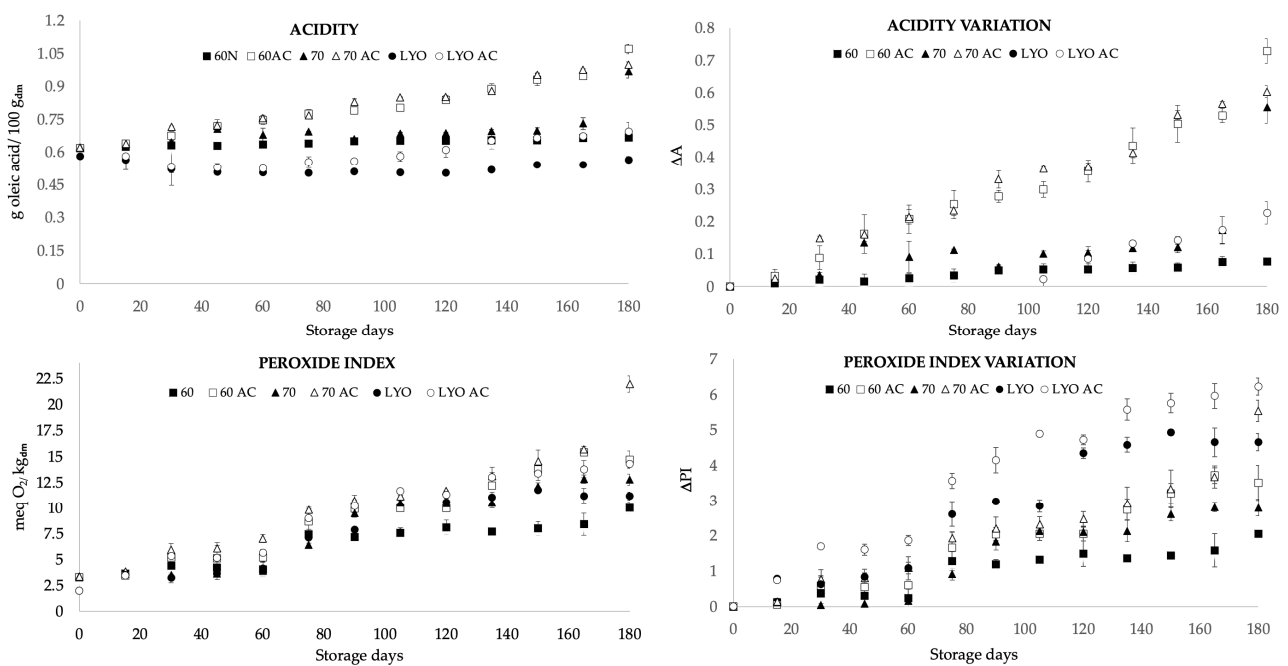 ACIDITY
60N 60AC 70 70 AC LYO LYO AC
1.2
1.05
0.9
0.75
0.6
0.45
0.3
0.15
0
g oleic acid/ 100 gdm
0 20 40 60 80 100 120 140 160 180
Storage days
ACIDITY VARIATION
60 60 AC 70 70 AC LYO LYO AC
0.8
0.7
0.6
0.5
0.4
0.3
0.2
0.1
0
ΔA
0 20 40 60 80 100 120 140 160 180
Storage days
PEROXIDE INDEX
60 60 AC 70 70 AC LYO LYO AC
22.5
20
17.5
15
12.5
10
7.5
5
2.5
0
meq O2/kgdm
0 20 40 60 80 100 120 140 160 180
Storage days
PEROXIDE INDEX VARIATION
60 60 AC 70 70 AC LYO LYO AC
7
6
5
4
3
2
1
0
ΔPI
0 20 40 60 80 100 120 140 160 180
Storage days